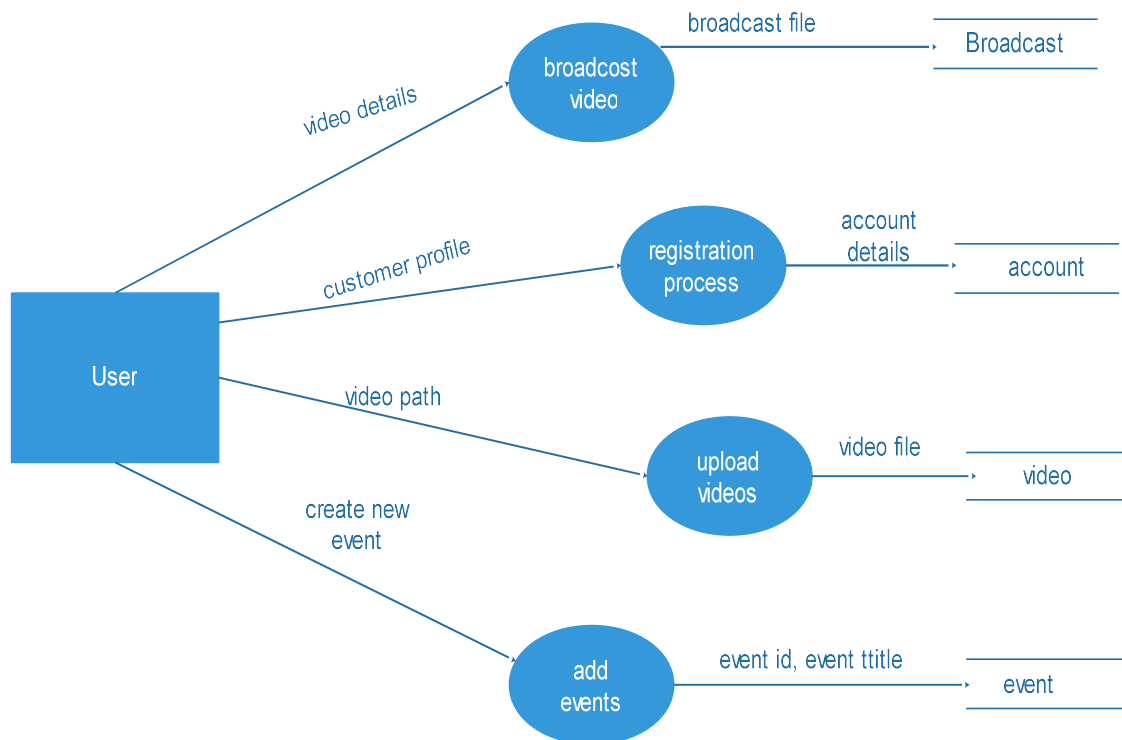 broadcast file
Broadcast
broadcost
video
video details
account
details
registration
process
account
customer profile
User
video path
video file
upload
videos
video
create new
event
event id, event ttitle
add
events
event